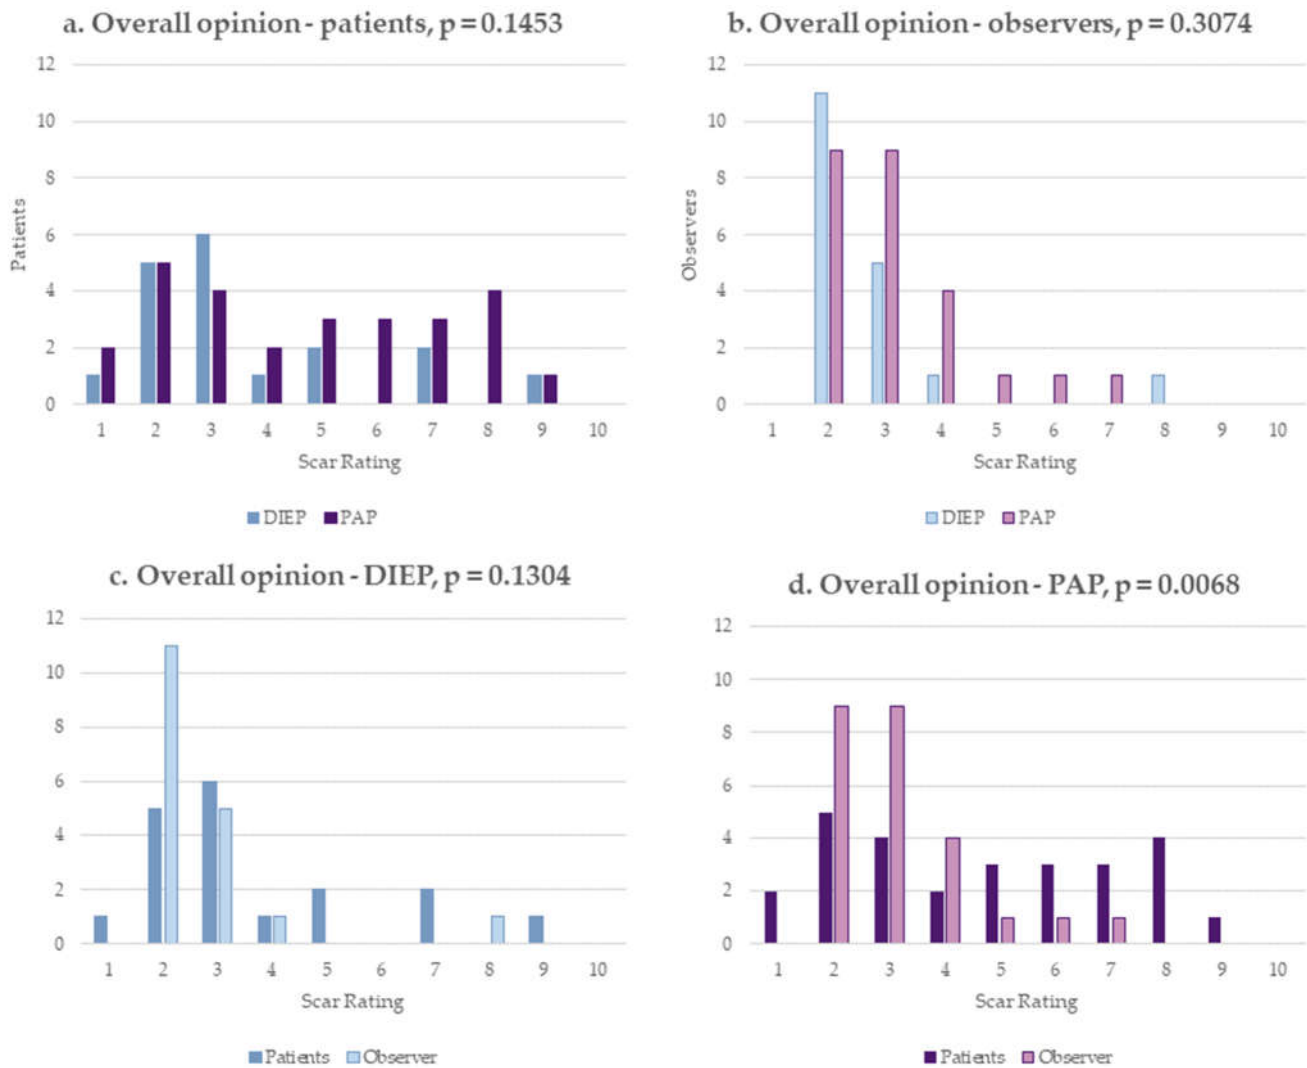 a. Overall opinion - patients, p = 0.1453
12
10
8
6
4
2
0
Patients
1 2 3 4 5 6 7 8 9 10
Scar Rating
DIEP PAP
b. Overall opinion - observers, p = 0.3074
12
10
8
6
4
2
0
Observers
1 2 3 4 5 6 7 8 9 10
Scar Rating
DIEP PAP
c. Overall opinion - DIEP, p = 0.1304
12
10
8
6
4
2
0
1 2 3 4 5 6 7 8 9 10
Scar Rating
Patients Observer
d. Overall opinion - PAP, p = 0.0068
12
10
8
6
4
2
0
1 2 3 4 5 6 7 8 9 10
Scar Rating
Patients Observer